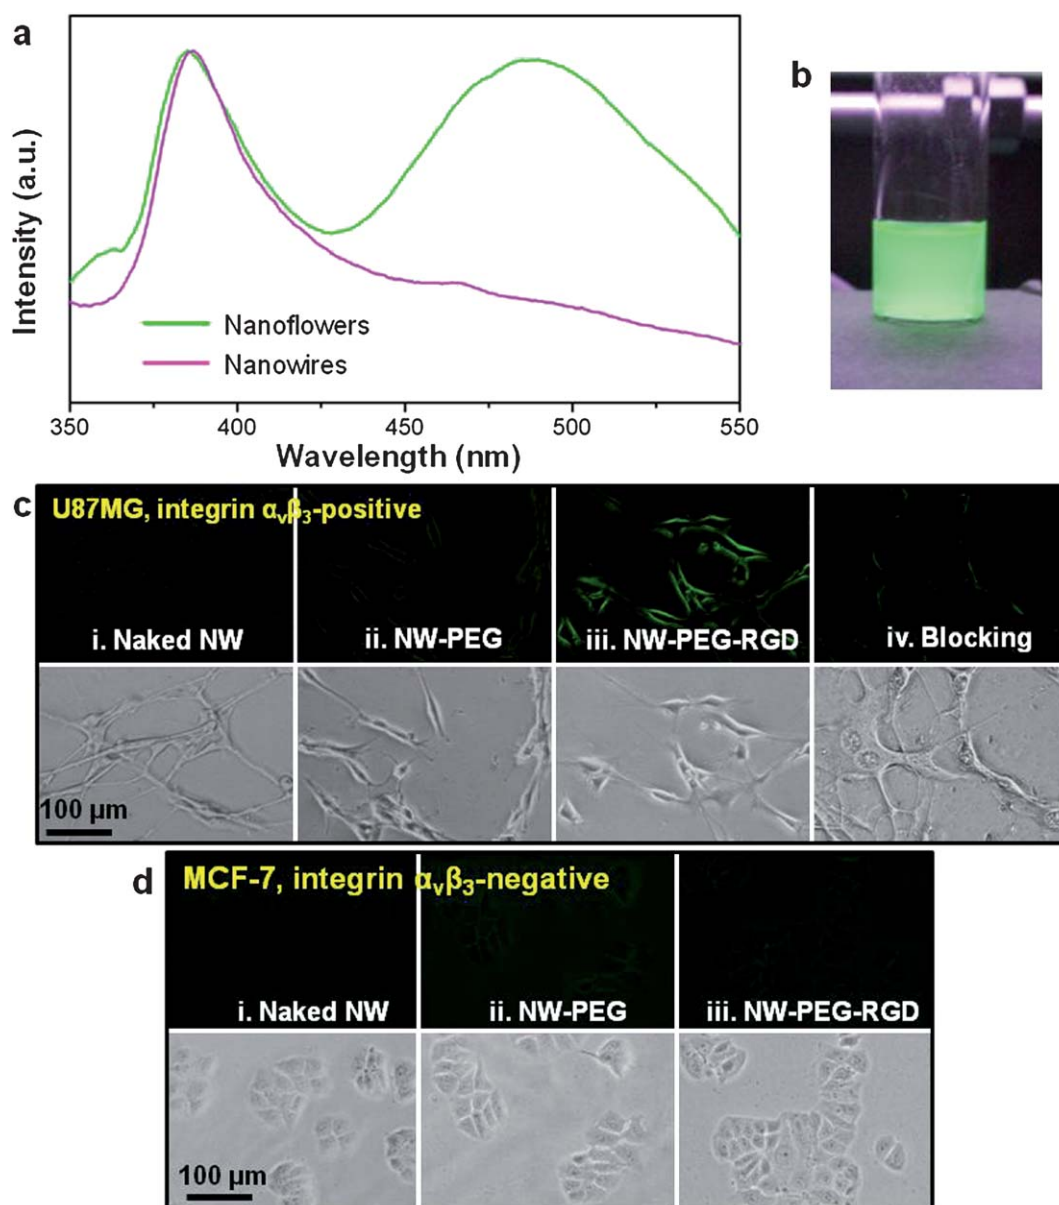 a
Intensity (a.u.)
Nanoflowers
Nanowires
350
400
450
500
550
Wavelength (nm)
b
c
U87MG, integrin αᵥβ₃-positive
i. Naked NW
ii. NW-PEG
iii. NW-PEG-RGD
iv. Blocking
100 µm
d
MCF-7, integrin αᵥβ₃-negative
i. Naked NW
ii. NW-PEG
iii. NW-PEG-RGD
100 µm